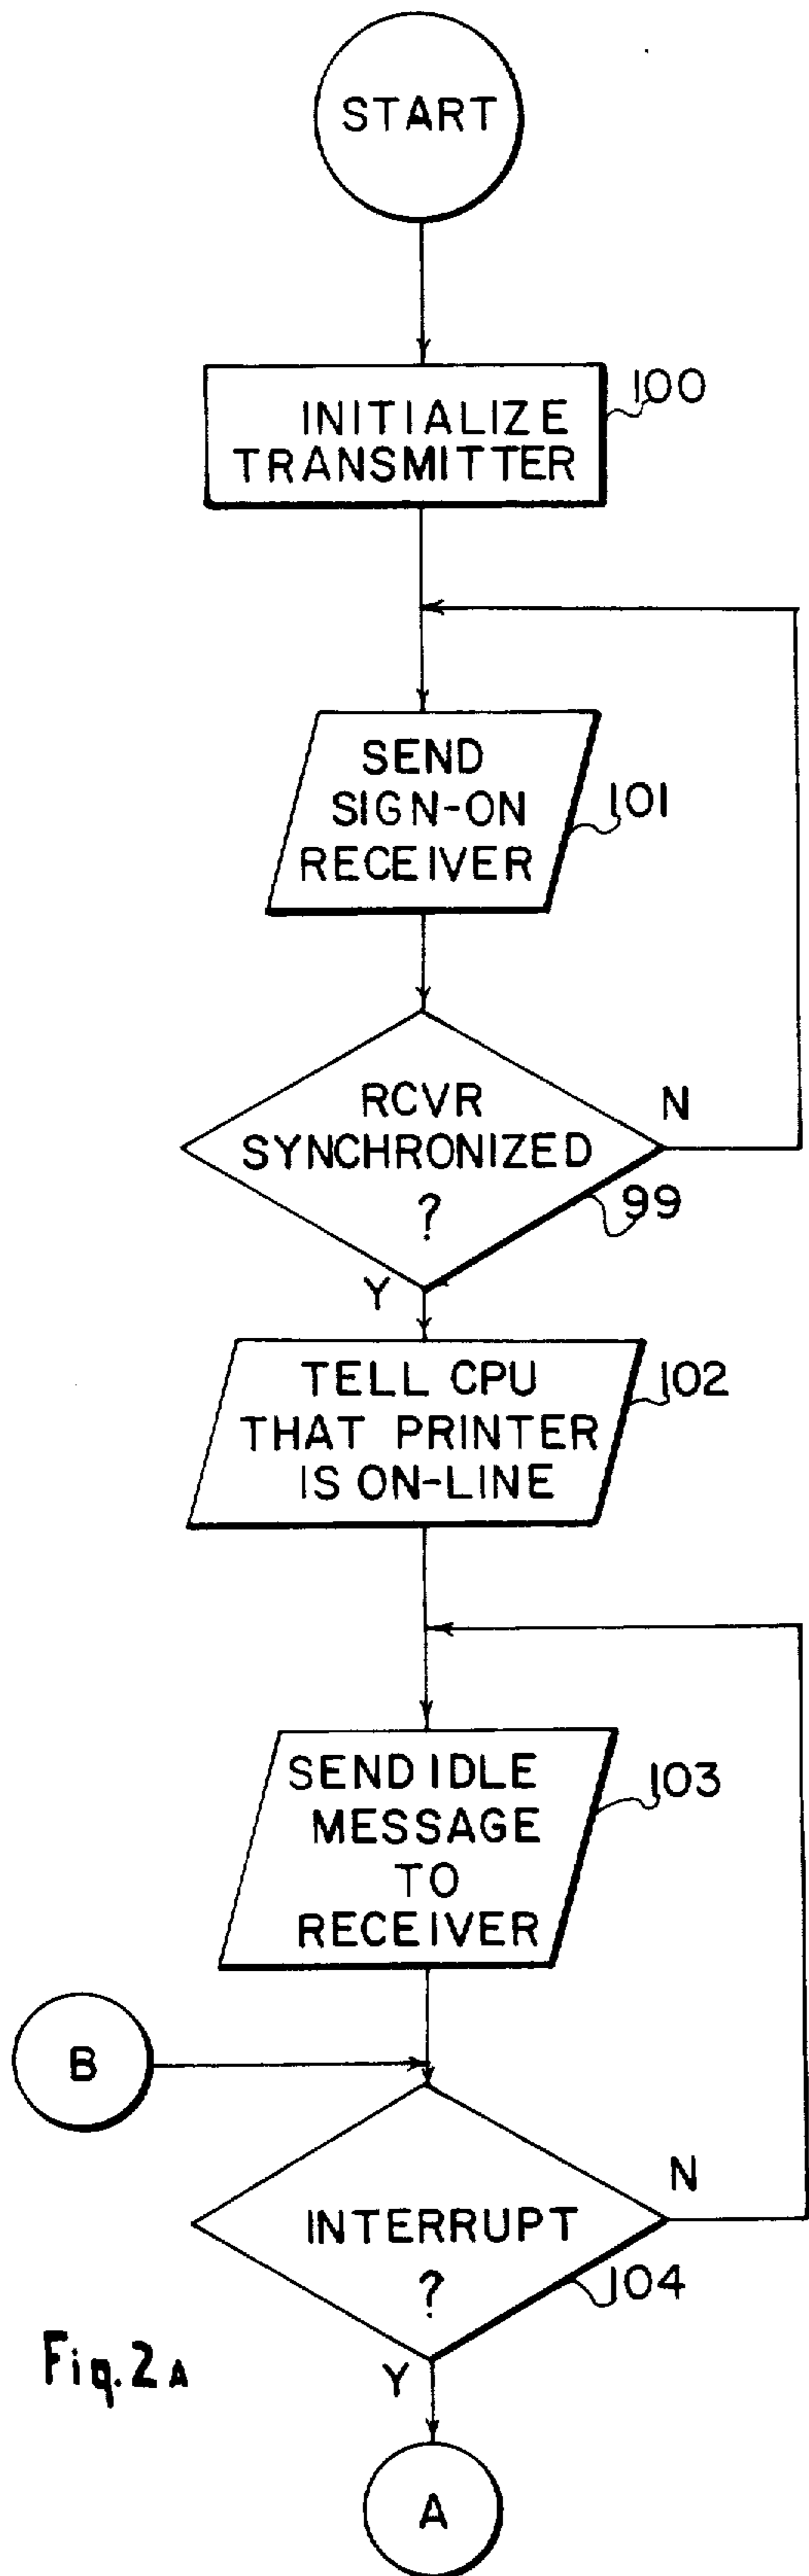 START
INITIALIZE
TRANSMITTER
100
SEND
SIGN-ON
RECEIVER
101
RCVR
SYNCHRONIZED
?
N
99
Y
TELL CPU
THAT PRINTER
IS ON-LINE
102
SEND IDLE
MESSAGE
TO
RECEIVER
103
B
INTERRUPT
?
N
104
Y
Fig. 2A
A